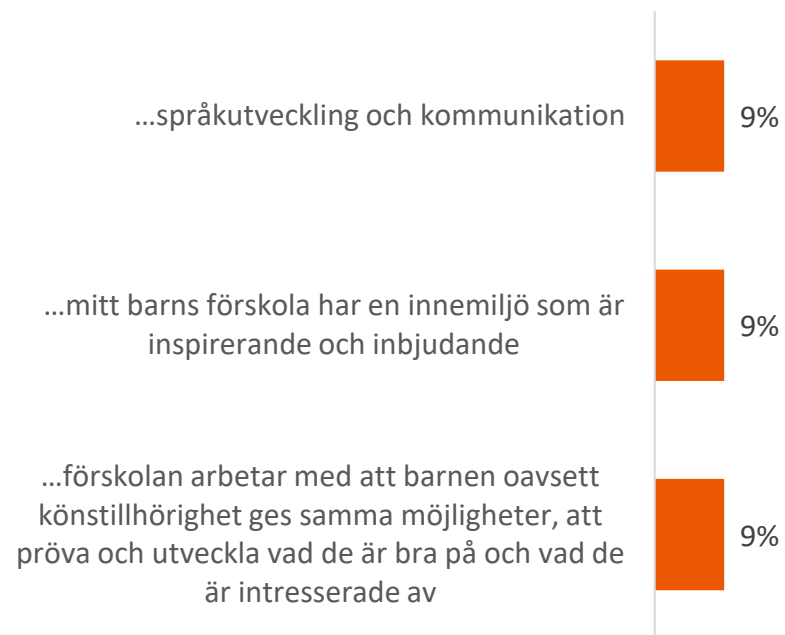 ...språkutveckling och kommunikation
9%
...mitt barns förskola har en innemiljö som är
inspirerande och inbjudande
9%
...förskolan arbetar med att barnen oavsett
könstillhörighet ges samma möjligheter, att
pröva och utveckla vad de är bra på och vad de
är intresserade av
9%